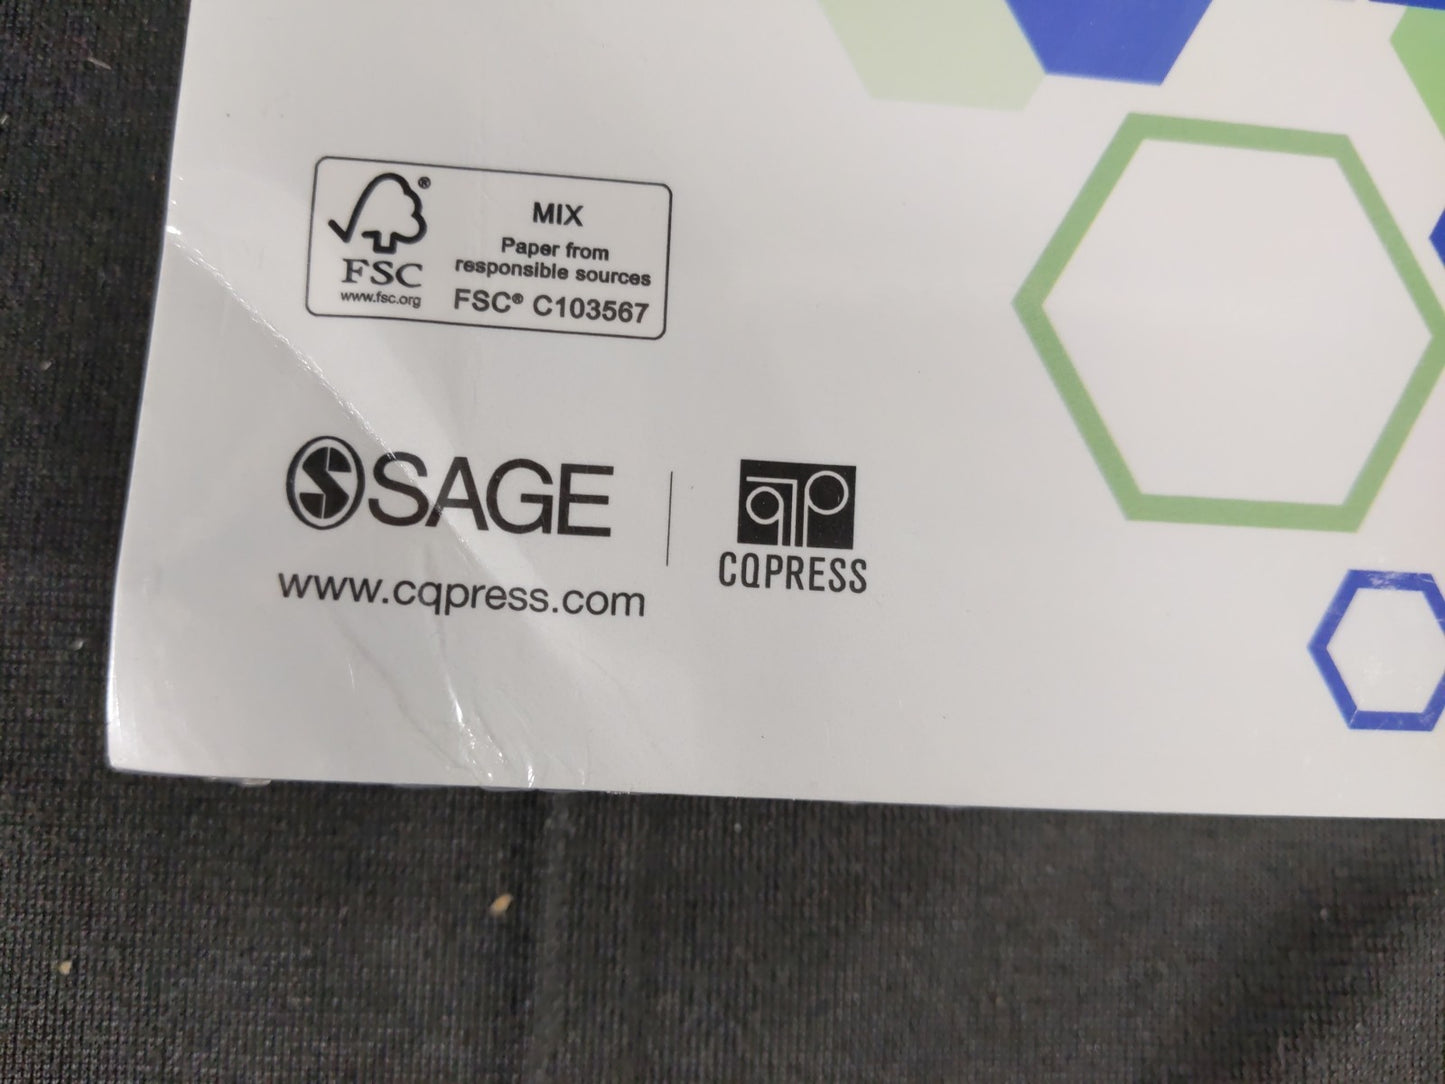 ®
FSC
www.fsc.org
MIX
Paper from
responsible sources
FSC® C103567
SAGE
www.cqpress.com
CQPRESS